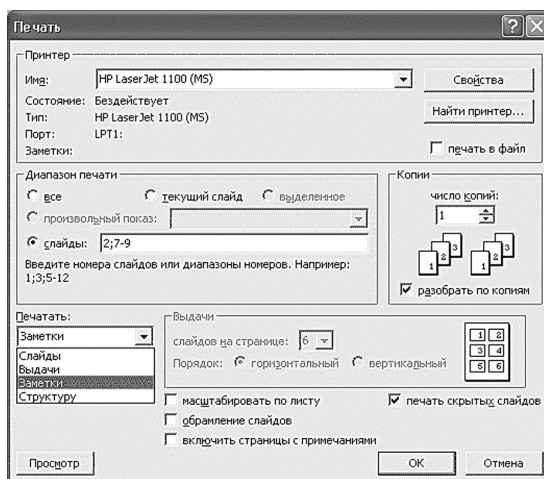 Печать
Принтер
Имя: HP LaserJet 1100 (MS) Свойства
Состояние: Бездействует
Тип: HP LaserJet 1100 (MS) Найти принтер...
Порт: LPT1:
Заметки: печать в файл
Диапазон печати
все текущий слайд выделенное
произвольный показ:
слайды: 2;7-9
Введите номера слайдов или диапазоны номеров. Например:
1;3;5-12
Копии
число копий:
1
1 2 3 1 2 3
разобрать по копиям
Печатать:
Заметки
Слайды
Выдачи
Заметки
Структуру
Выдачи
слайдов на странице: 6
Порядок: горизонтальный вертикальный
1 2
3 4
5 6
масштабировать по листу печать скрытых слайдов
обрамление слайдов
включить страницы с примечаниями
Просмотр ОК Отмена